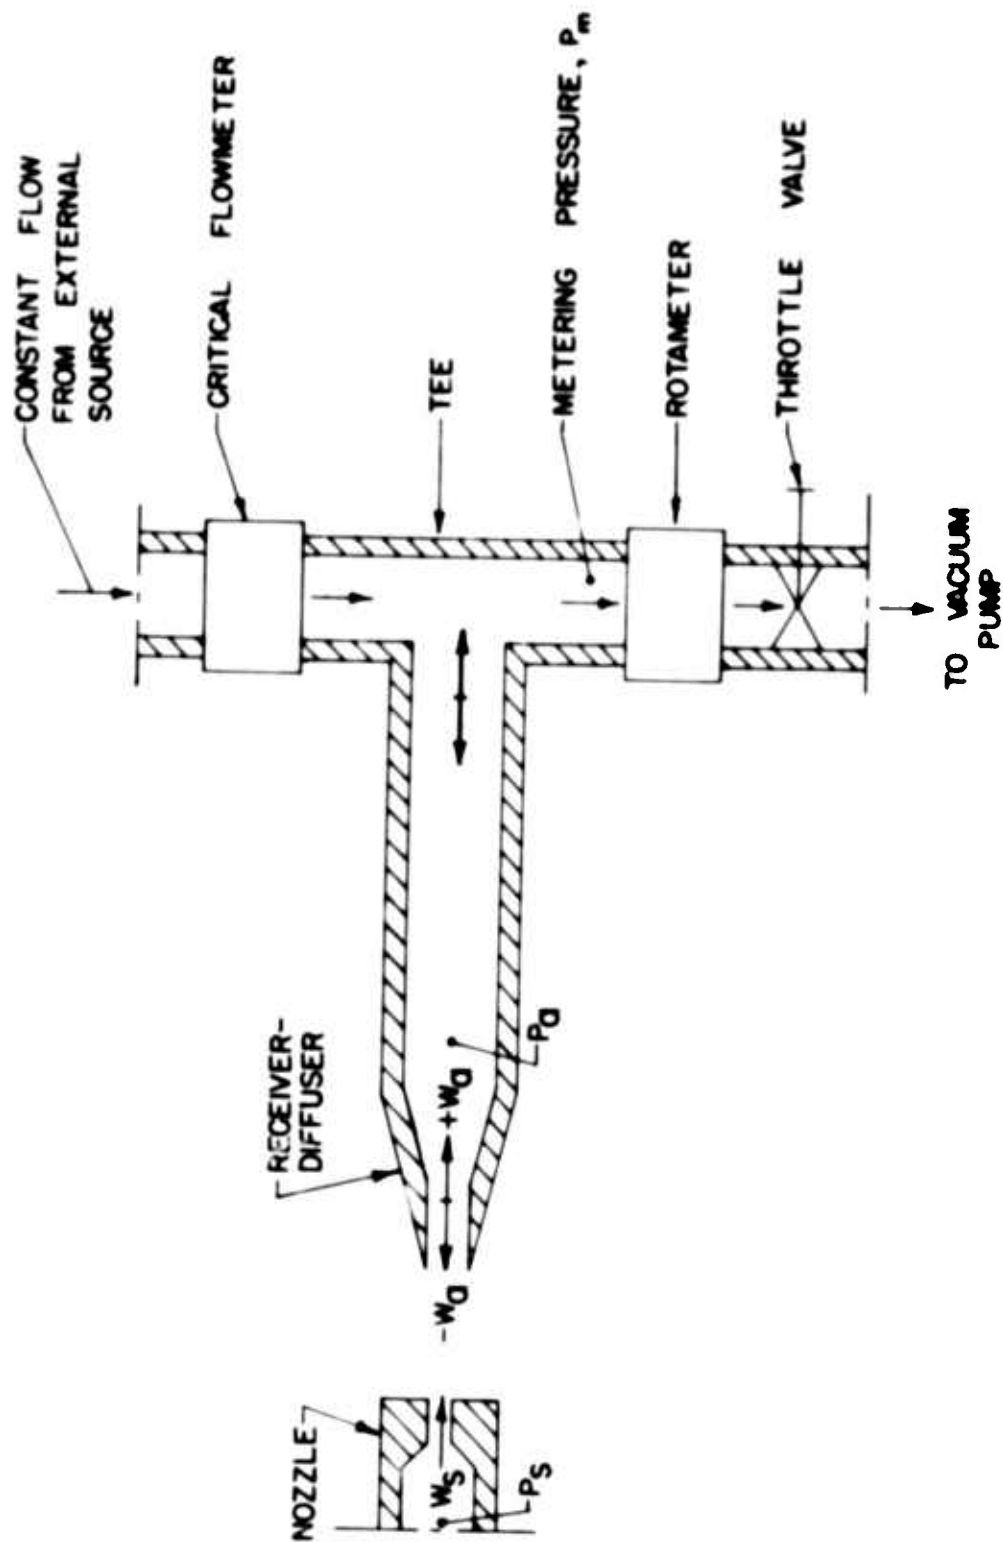 CONSTANT FLOW
FROM EXTERNAL
SOURCE
CRITICAL FLOWMETER
TEE
METERING PRESSURE, Pm
ROTAMETER
THROTTLE VALVE
TO VACUUM
PUMP
RECEIVER-
DIFFUSER
NOZZLE
Ws
Ps
-Wa
+Wa
Pa